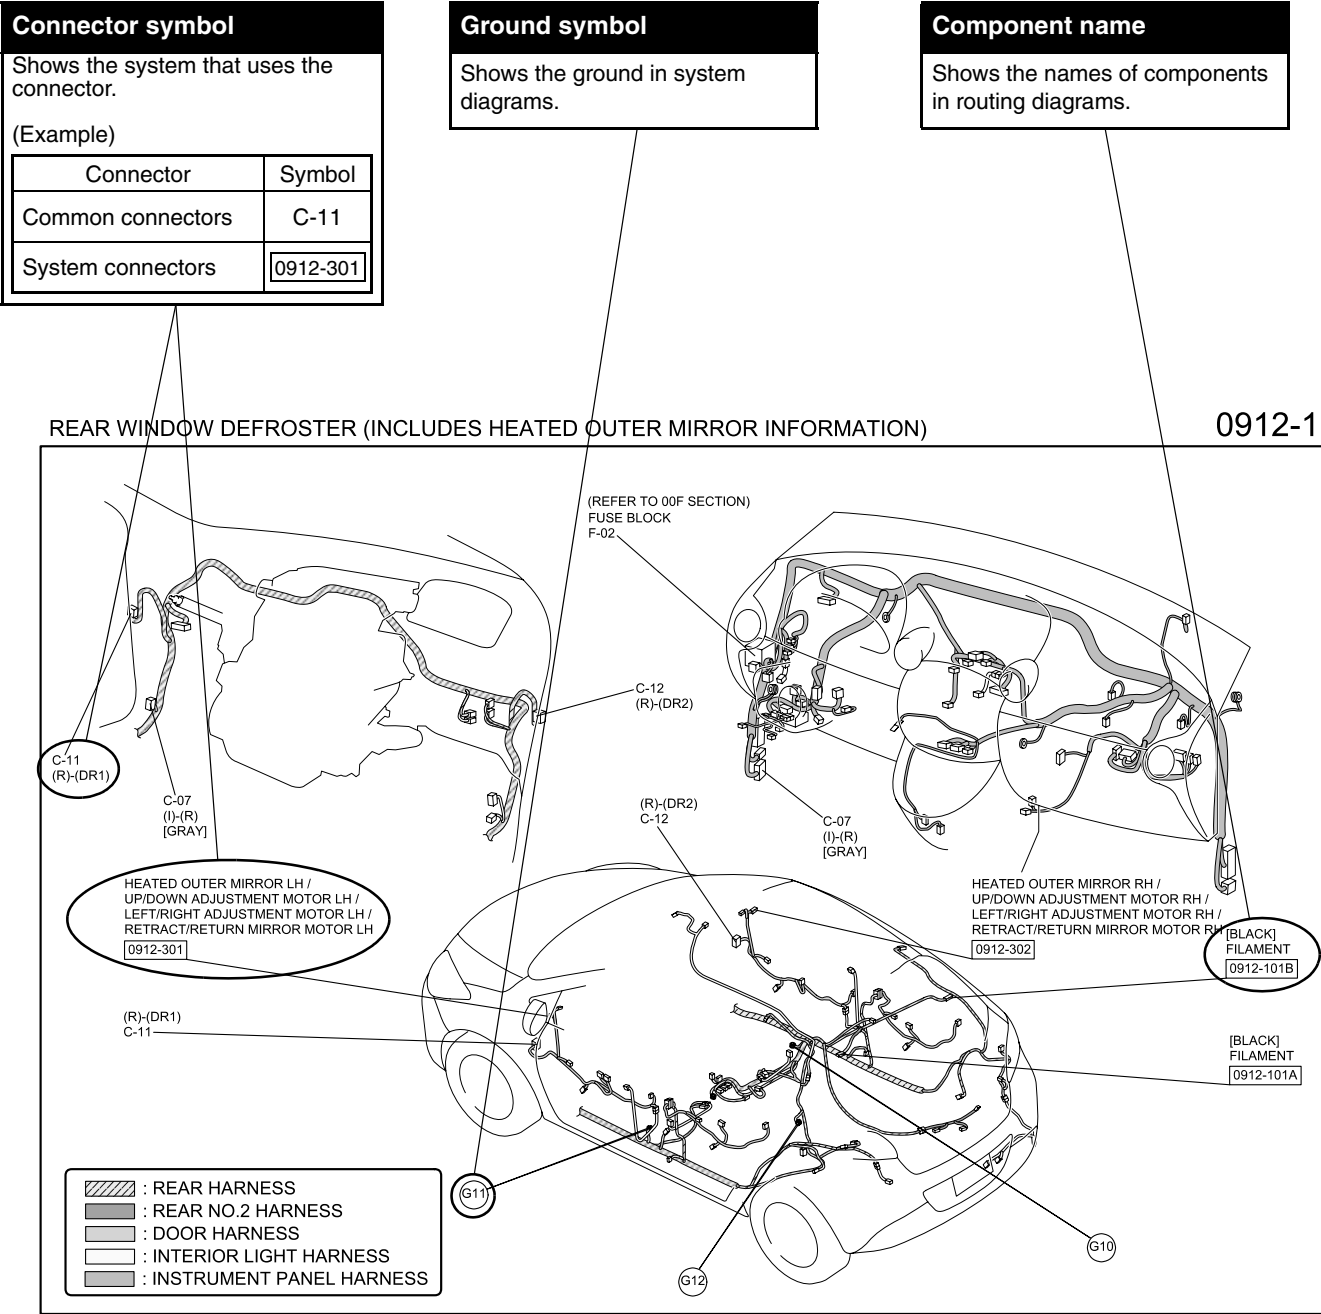 Connector symbol
Shows the system that uses the
connector.
(Example)
Connector Symbol
Common connectors C-11
System connectors 0912-301
Ground symbol
Shows the ground in system
diagrams.
Component name
Shows the names of components
in routing diagrams.
REAR WINDOW DEFROSTER (INCLUDES HEATED OUTER MIRROR INFORMATION) 0912-1
(REFER TO 00F SECTION)
FUSE BLOCK
F-02
C-12
(R)-(DR2)
C-11
(R)-(DR1)
C-07
(I)-(R)
[GRAY]
(R)-(DR2)
C-12
C-07
(I)-(R)
[GRAY]
HEATED OUTER MIRROR LH /
UP/DOWN ADJUSTMENT MOTOR LH /
LEFT/RIGHT ADJUSTMENT MOTOR LH /
RETRACT/RETURN MIRROR MOTOR LH
0912-301
HEATED OUTER MIRROR RH /
UP/DOWN ADJUSTMENT MOTOR RH /
LEFT/RIGHT ADJUSTMENT MOTOR RH /
RETRACT/RETURN MIRROR MOTOR RH
0912-302
[BLACK]
FILAMENT
0912-101B
(R)-(DR1)
C-11
[BLACK]
FILAMENT
0912-101A
G11
G10
G12
: REAR HARNESS
: REAR NO.2 HARNESS
: DOOR HARNESS
: INTERIOR LIGHT HARNESS
: INSTRUMENT PANEL HARNESS